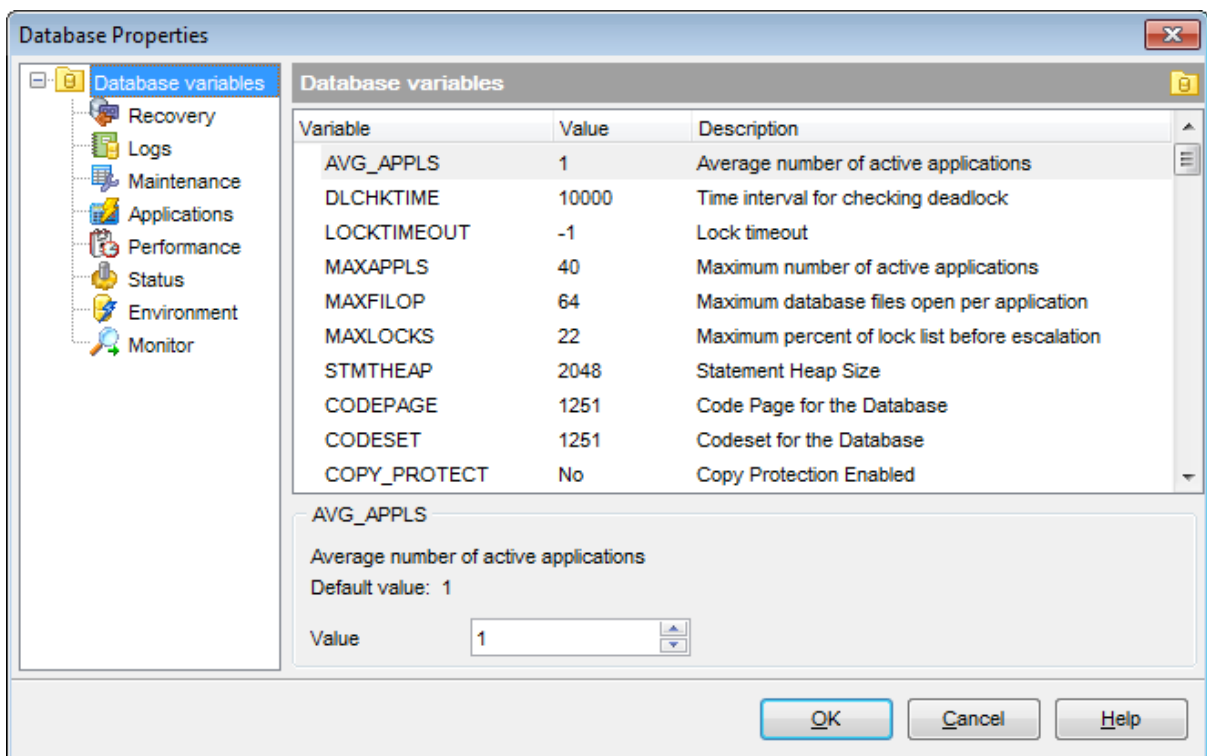 Database Properties
Database variables
Recovery
Logs
Maintenance
Applications
Performance
Status
Environment
Monitor
Database variables
Variable Value Description
AVG_APPLS 1 Average number of active applications
DLCHKTIME 10000 Time interval for checking deadlock
LOCKTIMEOUT -1 Lock timeout
MAXAPPLS 40 Maximum number of active applications
MAXFILOP 64 Maximum database files open per application
MAXLOCKS 22 Maximum percent of lock list before escalation
STMTHEAP 2048 Statement Heap Size
CODEPAGE 1251 Code Page for the Database
CODESET 1251 Codeset for the Database
COPY_PROTECT No Copy Protection Enabled
AVG_APPLS
Average number of active applications
Default value: 1
Value 1
OK Cancel Help